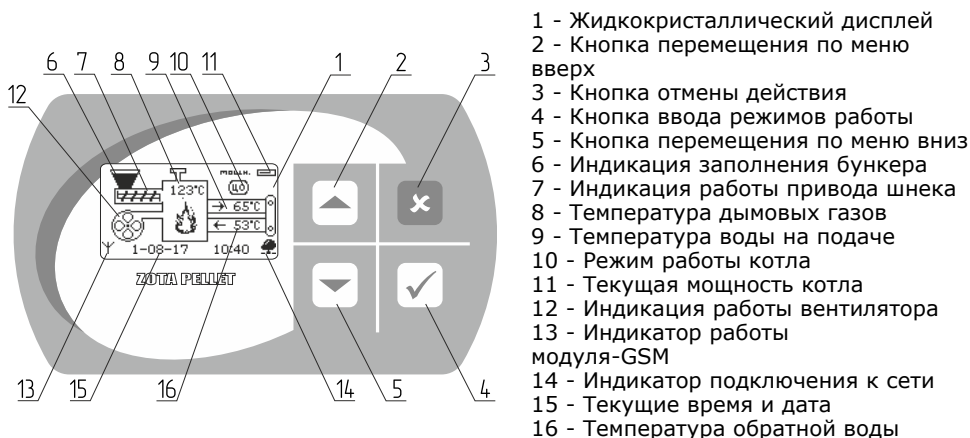 6 7 8 9 10 11 1 2 3
12
мощн.
123°C
ЦО
→ 65°C
← 53°C
1-08-17 10:40
ZOTA PELLET
13 15 16 14 5 4
1 - Жидкокристаллический дисплей
2 - Кнопка перемещения по меню
вверх
3 - Кнопка отмены действия
4 - Кнопка ввода режимов работы
5 - Кнопка перемещения по меню вниз
6 - Индикация заполнения бункера
7 - Индикация работы привода шнека
8 - Температура дымовых газов
9 - Температура воды на подаче
10 - Режим работы котла
11 - Текущая мощность котла
12 - Индикация работы вентилятора
13 - Индикатор работы
модуля-GSM
14 - Индикатор подключения к сети
15 - Текущие время и дата
16 - Температура обратной воды